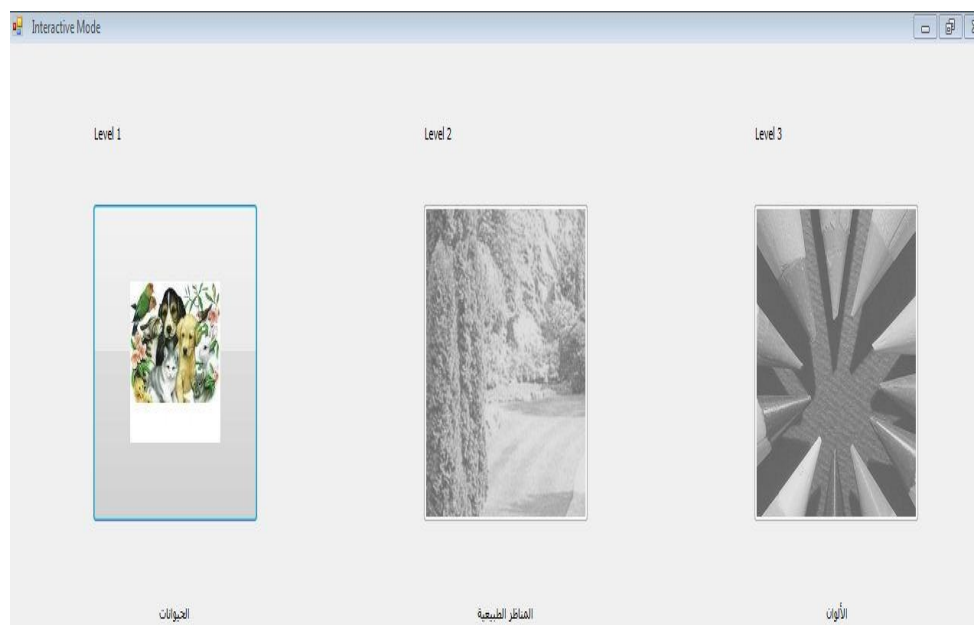 Interactive Mode
Level 1
Level 2
Level 3
الحيوانات
المناظر الطبيعية
الألوان